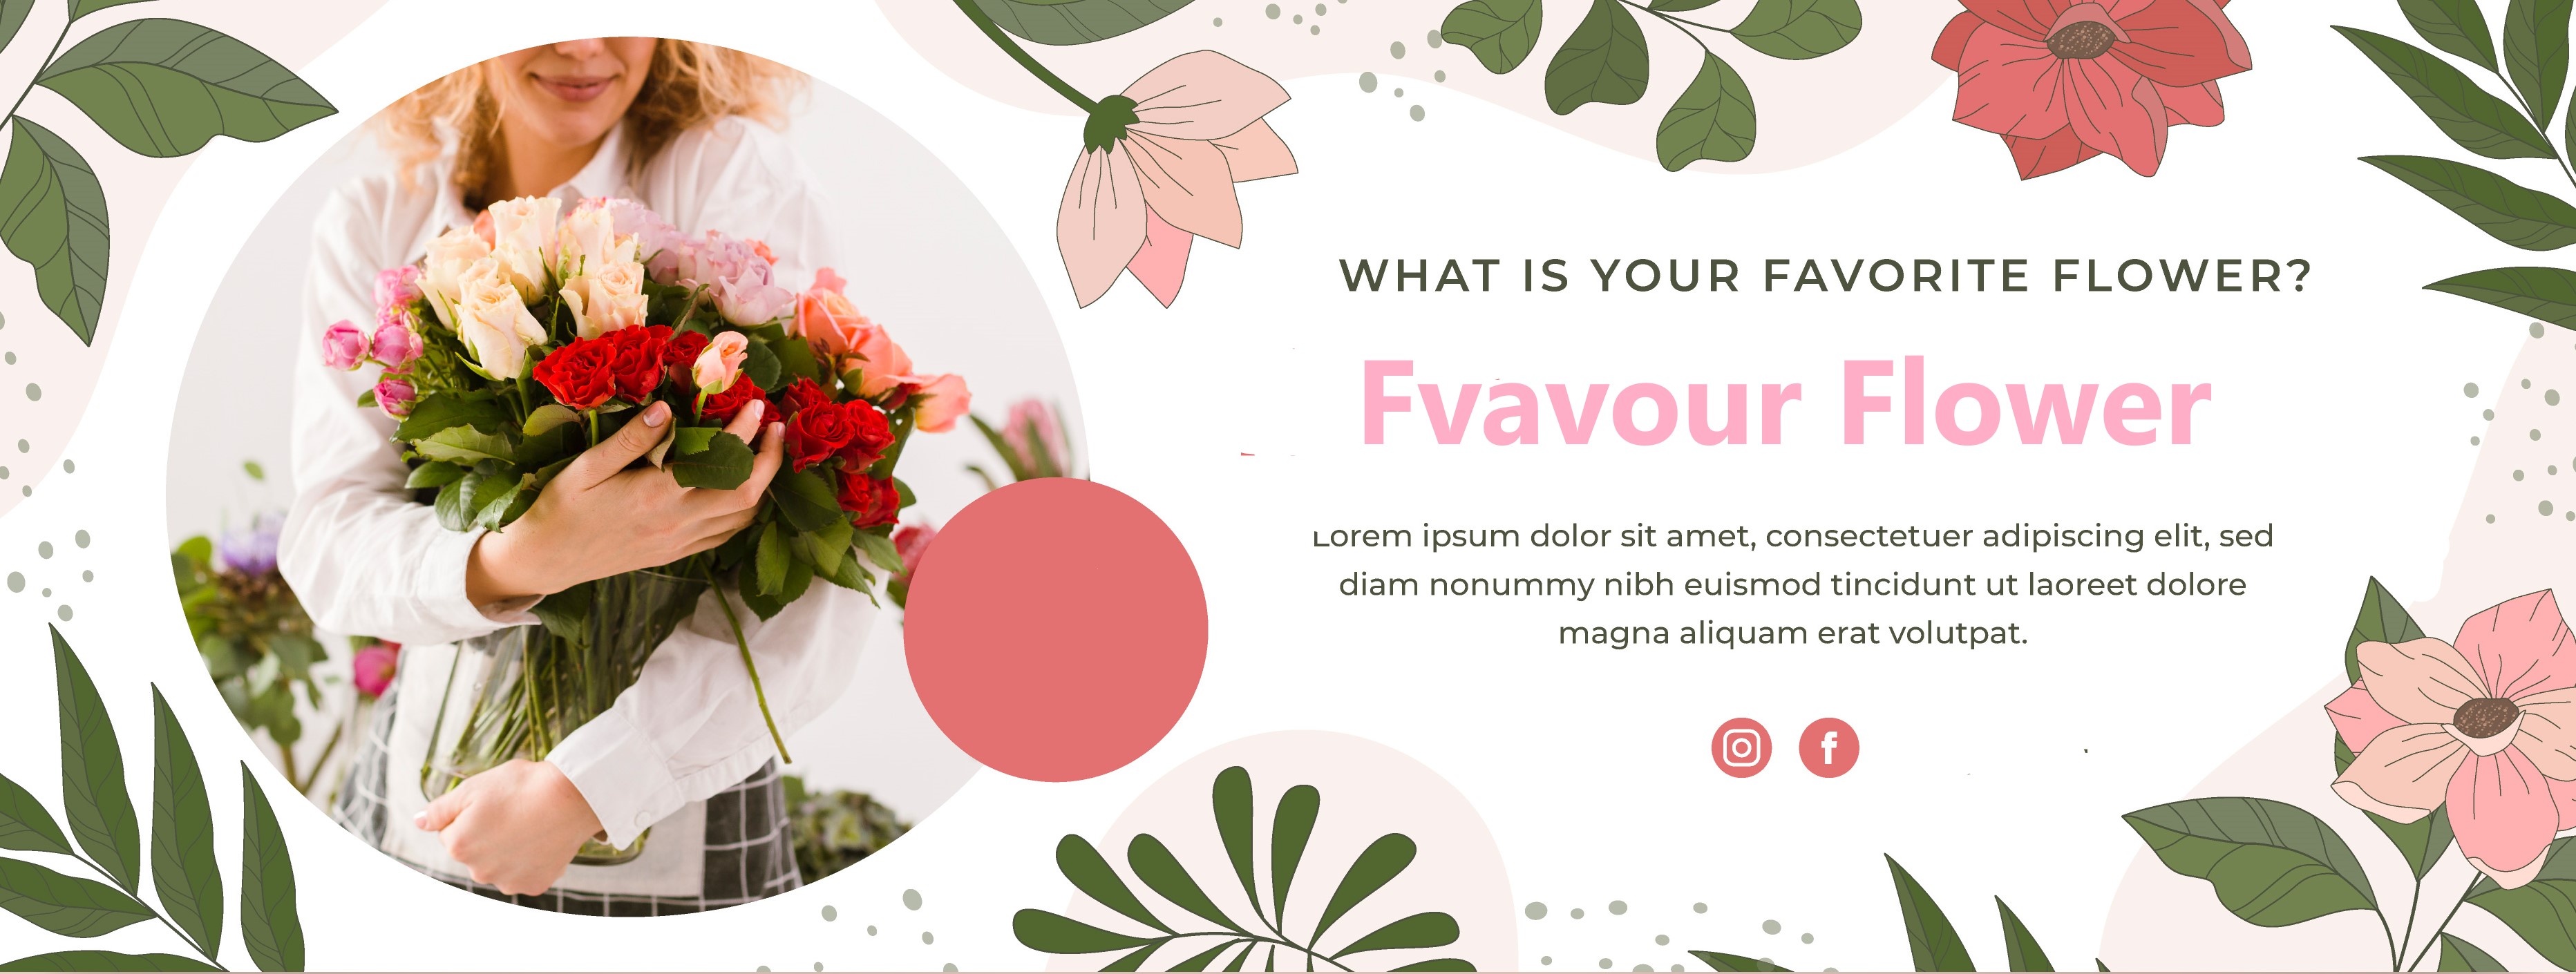 WHAT IS YOUR FAVORITE FLOWER?
Fvavour Flower
Lorem ipsum dolor sit amet, consectetuer adipiscing elit, sed
diam nonummy nibh euismod tincidunt ut laoreet dolore
magna aliquam erat volutpat.